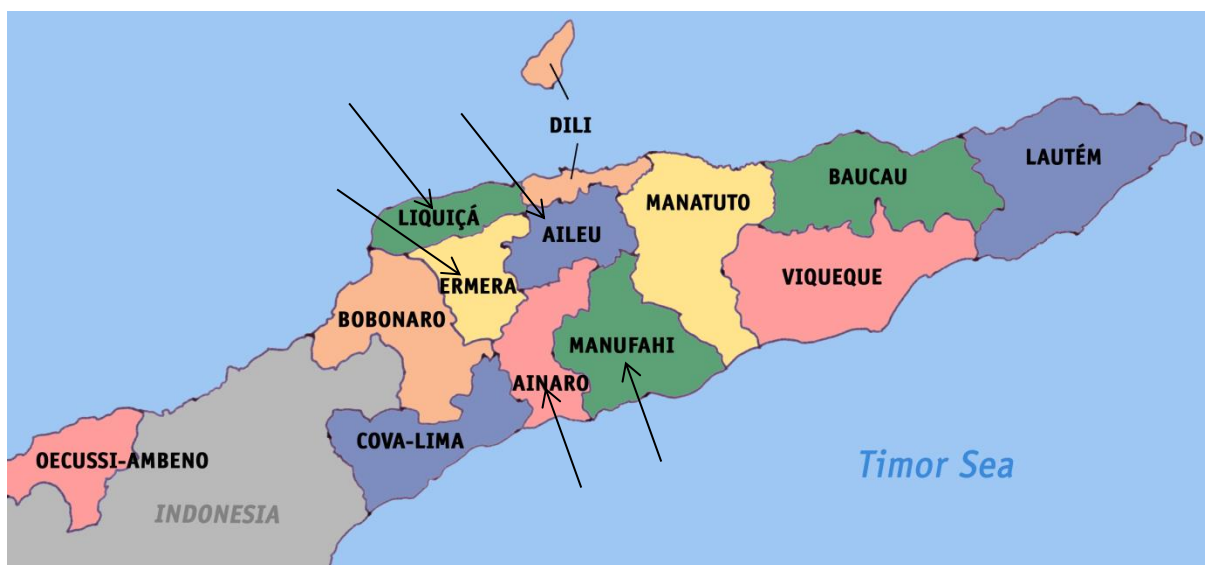 DILI
LAUTÉM
BAUCAU
MANATUTO
LIQUIÇÁ
AILEU
VIQUEQUE
ERMERA
BOBONARO
MANUFAHI
AINARO
COVA-LIMA
OECUSSI-AMBENO
Timor Sea
INDONESIA